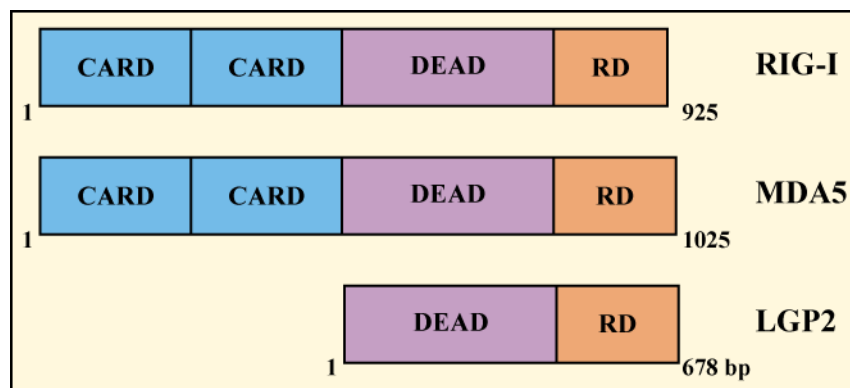 CARD CARD DEAD RD RIG-I
1 925
CARD CARD DEAD RD MDA5
1 1025
DEAD RD LGP2
1 678 bp